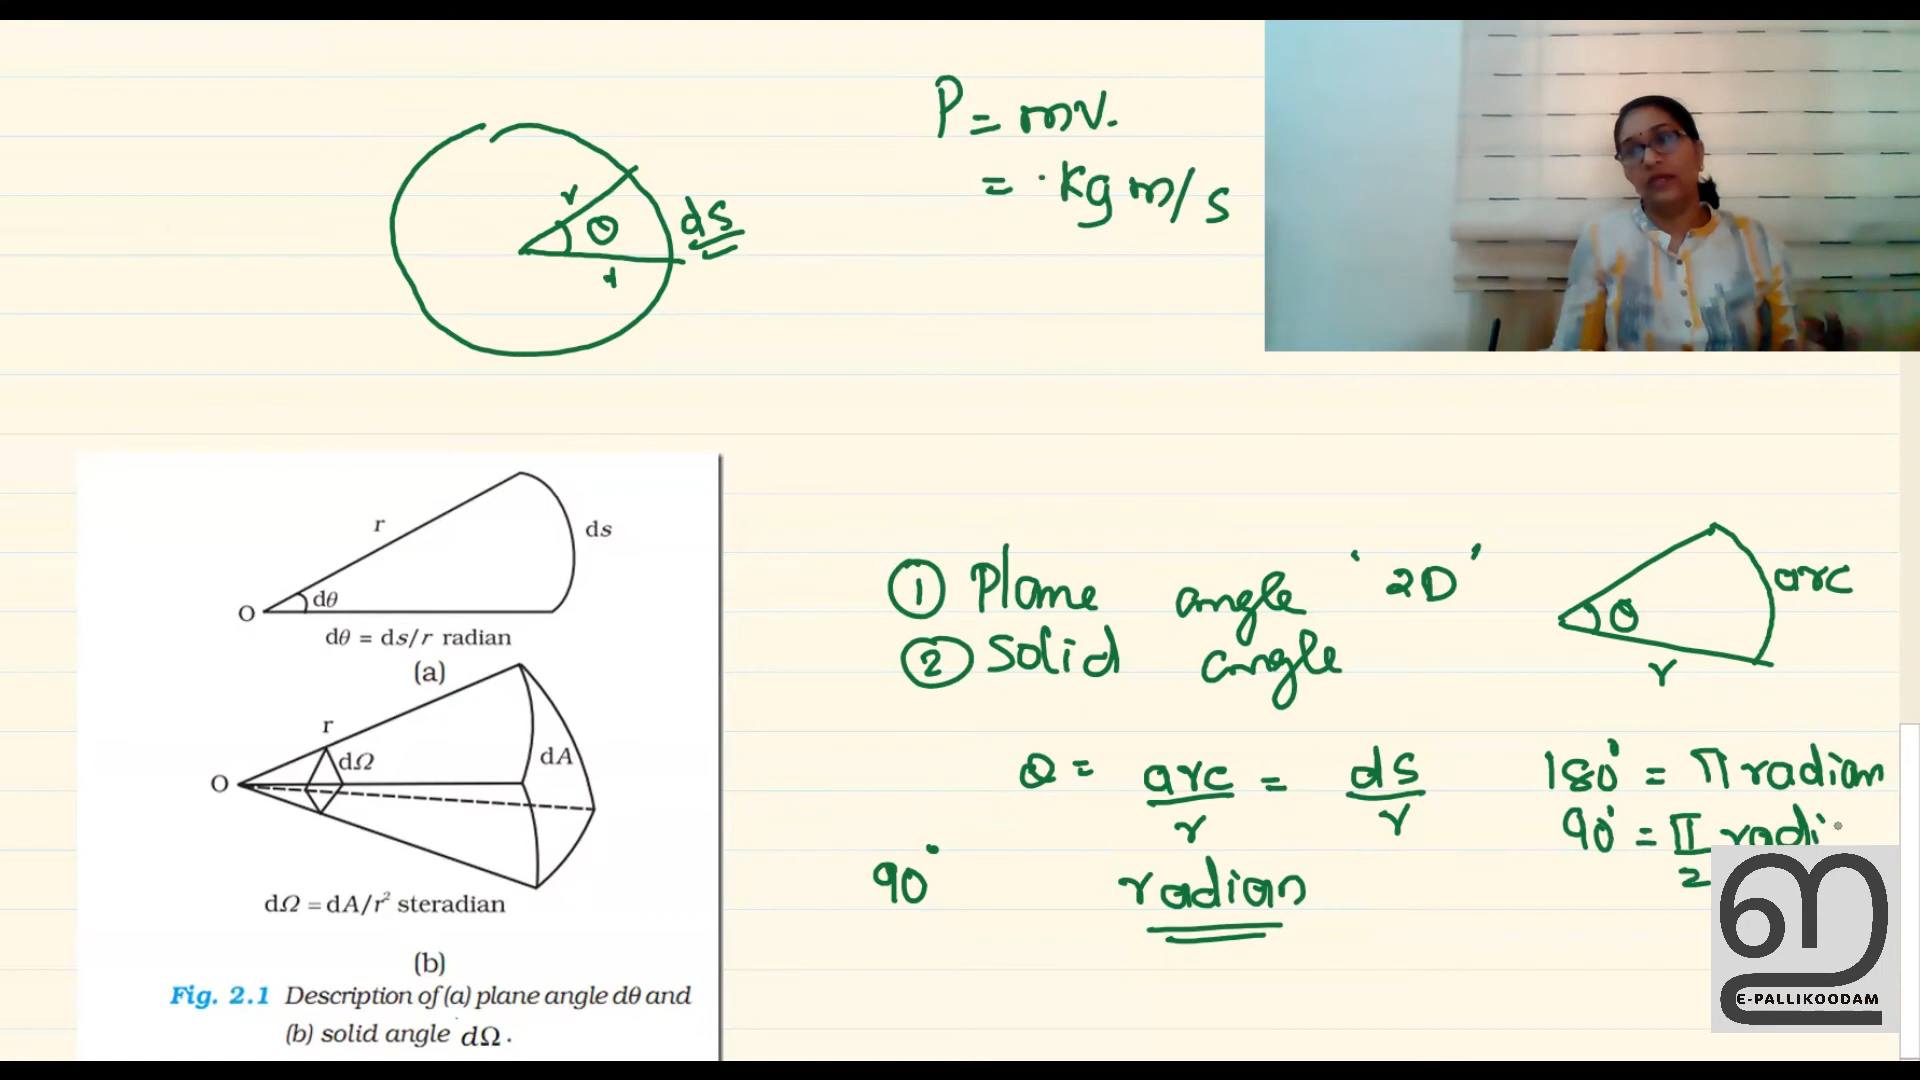 P = mv.
= kg m/s
r
θ
ds
r
r
ds
dθ
O
dθ = ds/r radian
(a)
r
dΩ
dA
O
dΩ = dA/r² steradian
(b)
Fig. 2.1 Description of (a) plane angle dθ and
(b) solid angle dΩ.
① Plane angle '2D'
② Solid angle
arc
θ
r
θ = arc/r = ds/r
180° = π radian
90° = π/2 radi
90°
radian
ഈ
E-PALLIKOODAM